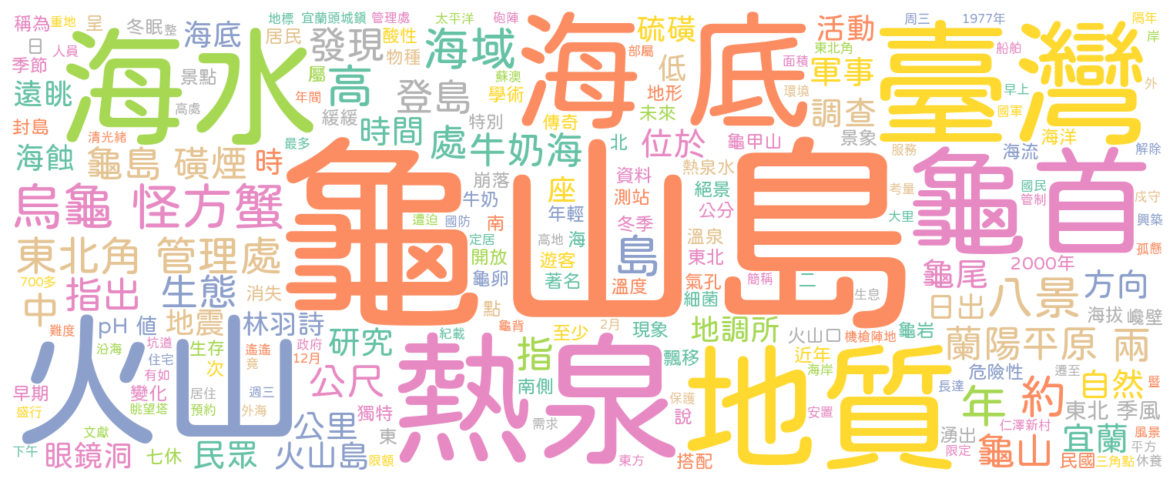 稱為 重地 呈 冬眠 整 海底 地標 宜蘭頭城鎮 管理處 太平洋 砲陣 硫磺 活動 周三 1977年 隔年
日 人員 海水 居民 發現 酸性 海域 海底 部屬 東北角 面積 臺灣 船舶 岸
季節 景點 屬 物種 蘇澳 低 軍事 早上 外
遠眺 高處 年間 高 登島 學術 地形 環境 國軍
封島 清光緒 緩緩 特別 傳奇 未來 調查 海洋
海蝕 龜島 磺煙 時 最多 時間 處 牛奶海 北 位於 龜甲山 景象 服務 海流 解除
烏龜 怪方蟹 龜山島 崩落 座 資料 熱泉水 龜首 國民
牛奶 測站 絕景 考量 管制 戍守
遭迫 國防 南 年輕 冬季 公分 大里 興築
東北角 管理處 定居 高地 海 島 溫泉 東北 孤懸
700多 開放 遊客 氣孔 簡稱 二 龜尾 2000年 方向
中 指出 生態 消失 龜卵 著名 溫度 細菌 生息 日出 八景
點 海拔 巉壁
難度 pH 值 地震 林羽詩 紀載 龜背 至少 2月 現象 地調所 火山口 機槍陣地 龜岩
火山 沿海 坑道 生存 遙遙 政府 研究 熱泉 指 飄移 地質 近年 蘭陽平原 兩
住宅 次 12月 海岸 危險性 遷至
早期 有如 竟 公尺 南側 保護 長達 自然 暨
盛行 變化 居住 週三 獨特 說 安置 年 約
眺望塔 預約 外海 公里 需求 湧出 東北 季風
文獻 東 限定 仁澤新村 宜蘭 風景
下午 眼鏡洞 七休 民眾 火山島 限額 東方 搭配 龜山 民國 三角點 平方 休養